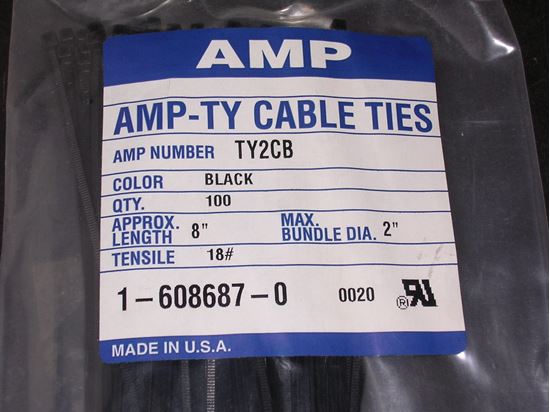 AMP
AMP-TY CABLE TIES
AMP NUMBER TY2CB
COLOR BLACK
QTY. 100
APPROX. LENGTH 8" MAX. BUNDLE DIA. 2"
TENSILE 18#
1-608687-0 0020 ® RU
MADE IN U.S.A.